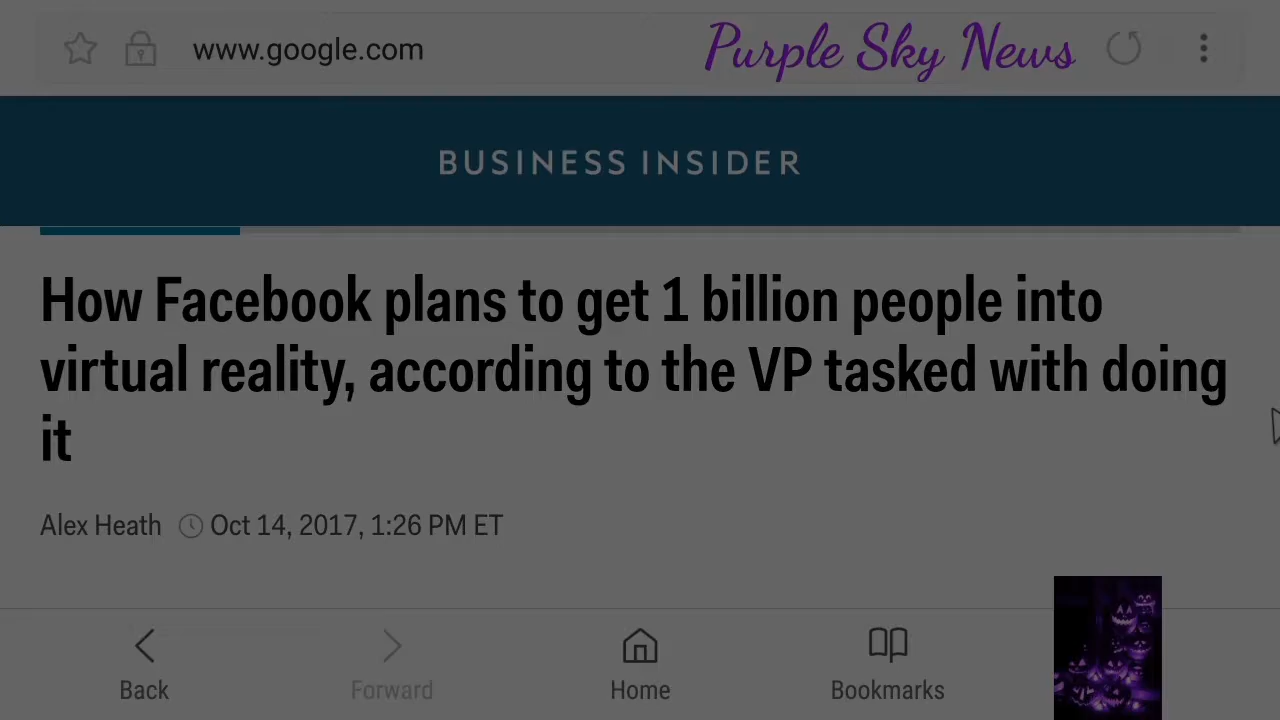 www.google.com
Purple Sky News
BUSINESS INSIDER
How Facebook plans to get 1 billion people into
virtual reality, according to the VP tasked with doing
it
Alex Heath Oct 14, 2017, 1:26 PM ET
Back
Forward
Home
Bookmarks